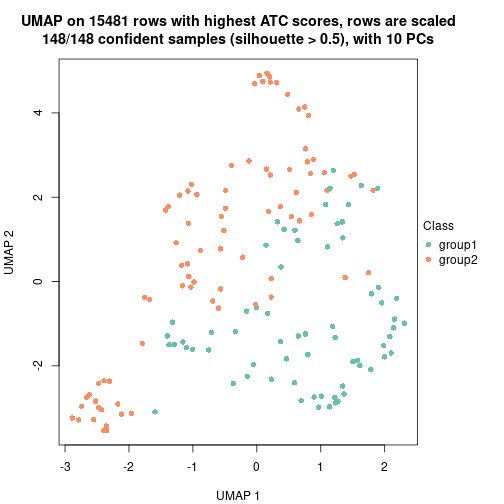 UMAP on 15481 rows with highest ATC scores, rows are scaled
148/148 confident samples (silhouette > 0.5), with 10 PCs
UMAP 2
4
2
0
-2
-3
-2
-1
0
1
2
UMAP 1
Class
group1
group2